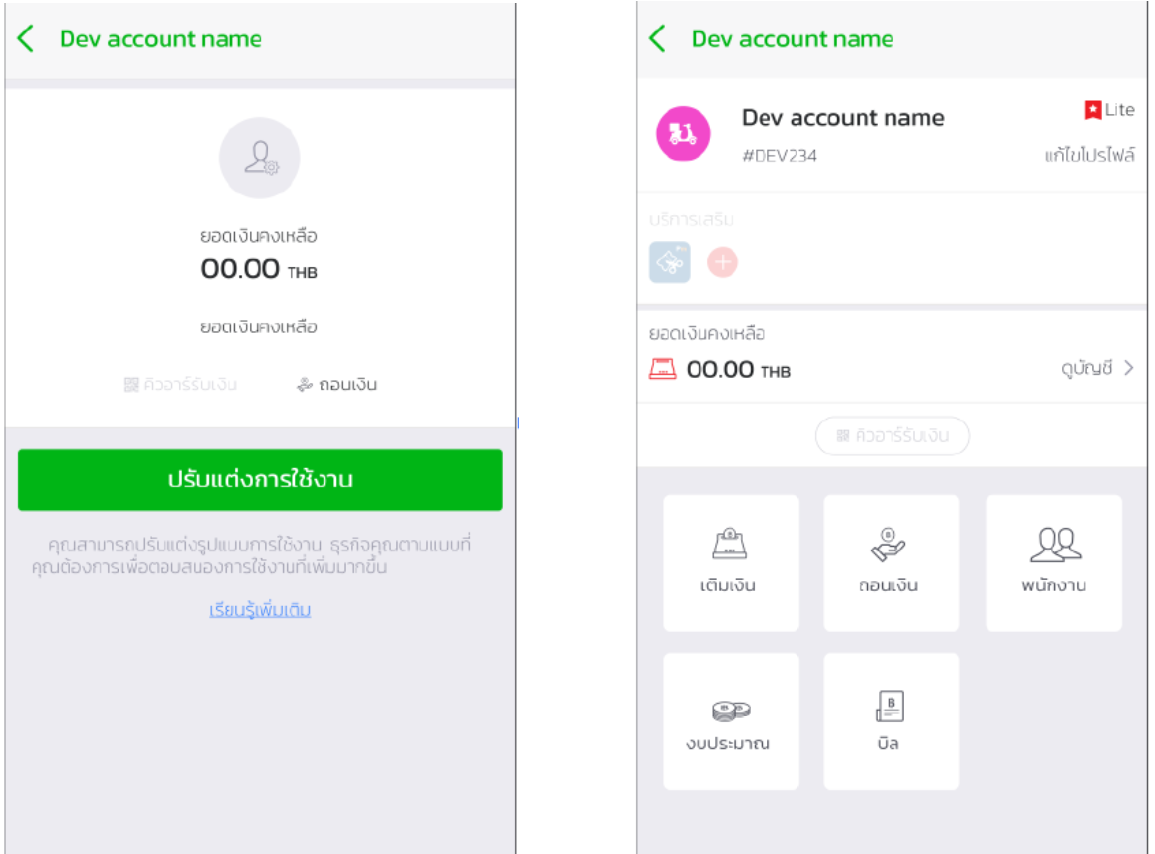 Dev account name
ยอดเงินคงเหลือ
00.00 THB
ยอดเงินคงเหลือ
คิวอาร์รับเงิน
ถอนเงิน
ปรับแต่งการใช้งาน
คุณสามารถปรับแต่งรูปแบบการใช้งาน ธุรกิจคุณตามแบบที่
คุณต้องการเพื่อตอบสนองการใช้งานที่เพิ่มมากขึ้น
เรียนรู้เพิ่มเติม
Dev account name
Dev account name
Lite
#DEV234
แก้ไขโปรไฟล์
บริการเสริม
ยอดเงินคงเหลือ
00.00 THB
ดูบัญชี
คิวอาร์รับเงิน
เติมเงิน
ถอนเงิน
พนักงาน
งบประมาณ
บิล